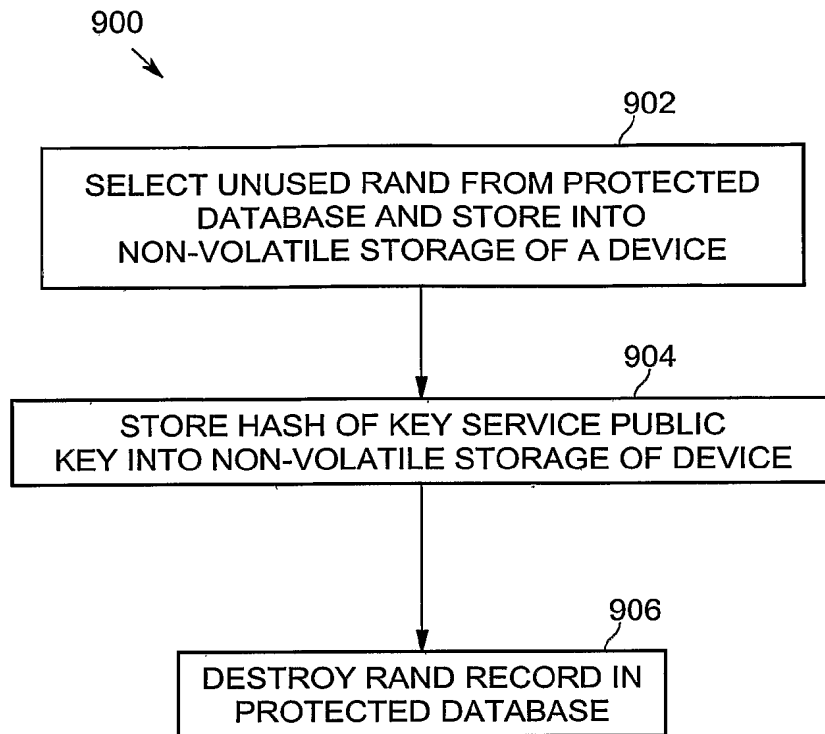 900
902
SELECT UNUSED RAND FROM PROTECTED
DATABASE AND STORE INTO
NON-VOLATILE STORAGE OF A DEVICE
904
STORE HASH OF KEY SERVICE PUBLIC
KEY INTO NON-VOLATILE STORAGE OF DEVICE
906
DESTROY RAND RECORD IN
PROTECTED DATABASE